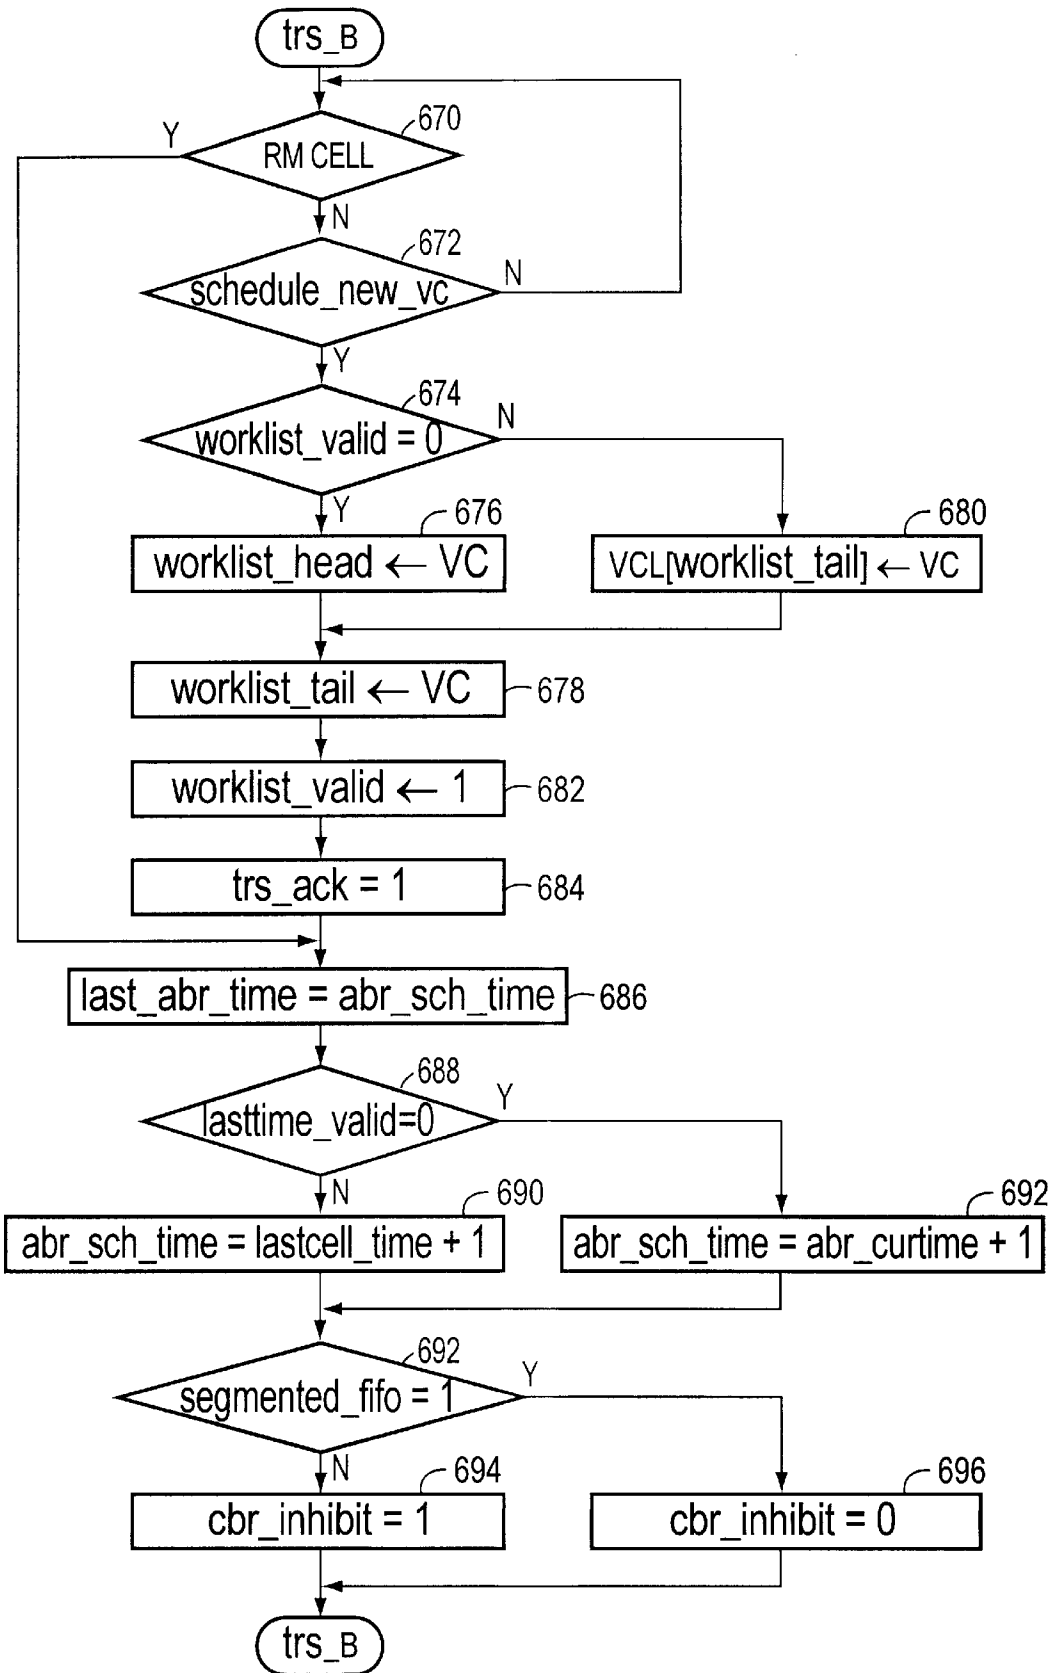 trs_B
670
Y
RM CELL
N
672
N
schedule_new_vc
Y
674
N
worklist_valid = 0
Y
676
680
worklist_head ← VC
VCL[worklist_tail] ← VC
worklist_tail ← VC
678
worklist_valid ← 1
682
trs_ack = 1
684
last_abr_time = abr_sch_time
686
688
Y
lasttime_valid=0
N
690
692
abr_sch_time = lastcell_time + 1
abr_sch_time = abr_curtime + 1
692
Y
segmented_fifo = 1
N
694
696
cbr_inhibit = 1
cbr_inhibit = 0
trs_B